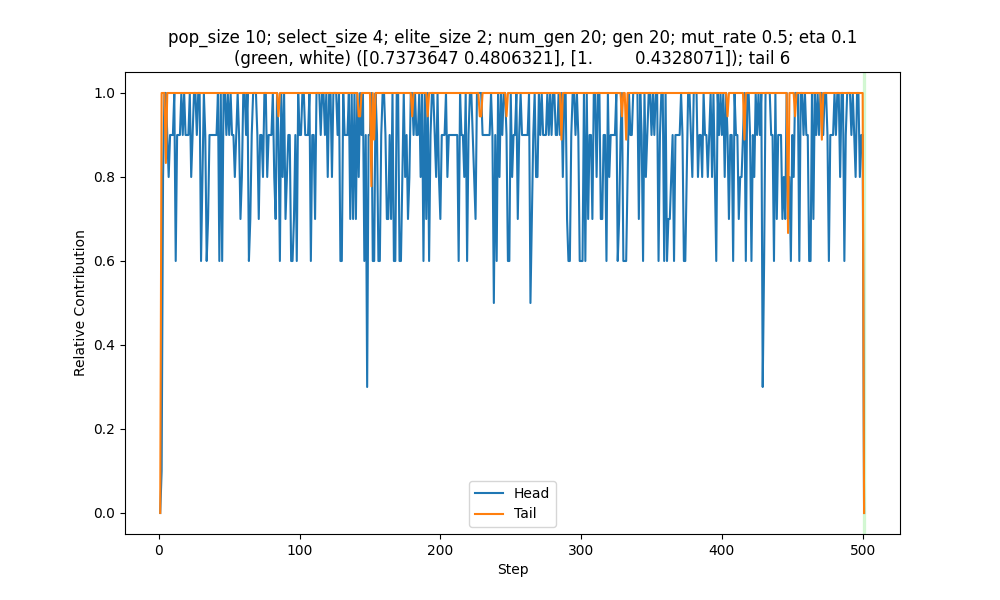 pop_size 10; select_size 4; elite_size 2; num_gen 20; gen 20; mut_rate 0.5; eta 0.1
(green, white) ([0.7373647 0.4806321], [1.        0.4328071]); tail 6
1.0
0.8
0.6
0.4
0.2
0.0
Relative Contribution
Head
Tail
0 100 200 300 400 500
Step